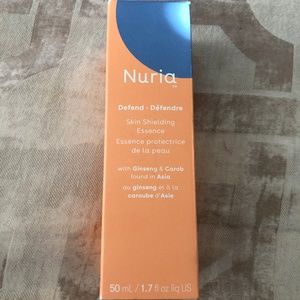 Nuria
Defend - Défendre
Skin Shielding
Essence
Essence protectrice
de la peau
with Ginseng & Carob
found in Asia
au ginseng et à la
caroube d'Asie
50 mL / 1.7 fl oz liq US